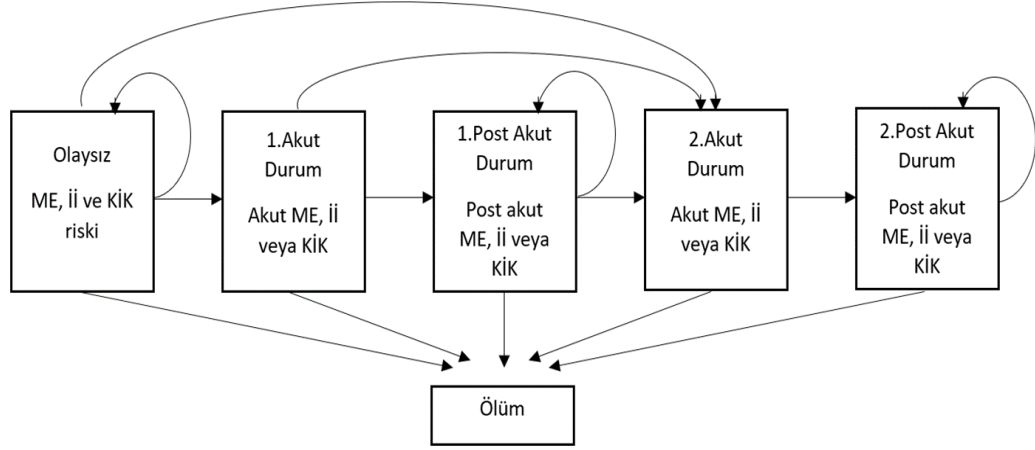 Olaysız
ME, İİ ve KİK
riski
1.Akut
Durum
Akut ME, İİ
veya KİK
1.Post Akut
Durum
Post akut
ME, İİ veya
KİK
2.Akut
Durum
Akut ME, İİ
veya KİK
2.Post Akut
Durum
Post akut
ME, İİ veya
KİK
Ölüm